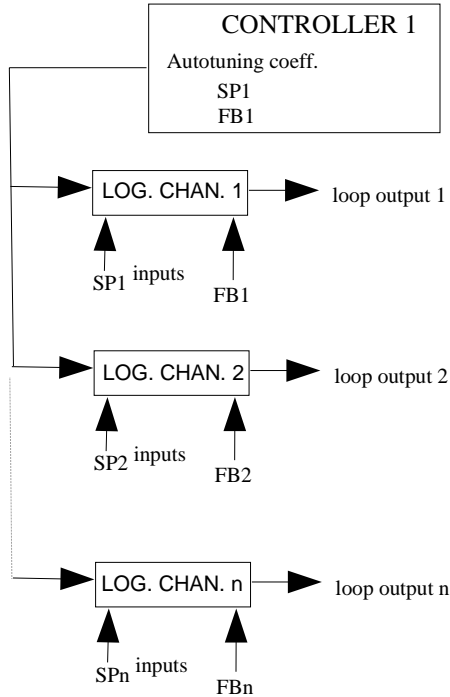 CONTROLLER 1
Autotuning coeff.
SP1
FB1
LOG. CHAN. 1
loop output 1
SP1 inputs
FB1
LOG. CHAN. 2
loop output 2
SP2 inputs
FB2
LOG. CHAN. n
loop output n
SPn inputs
FBn